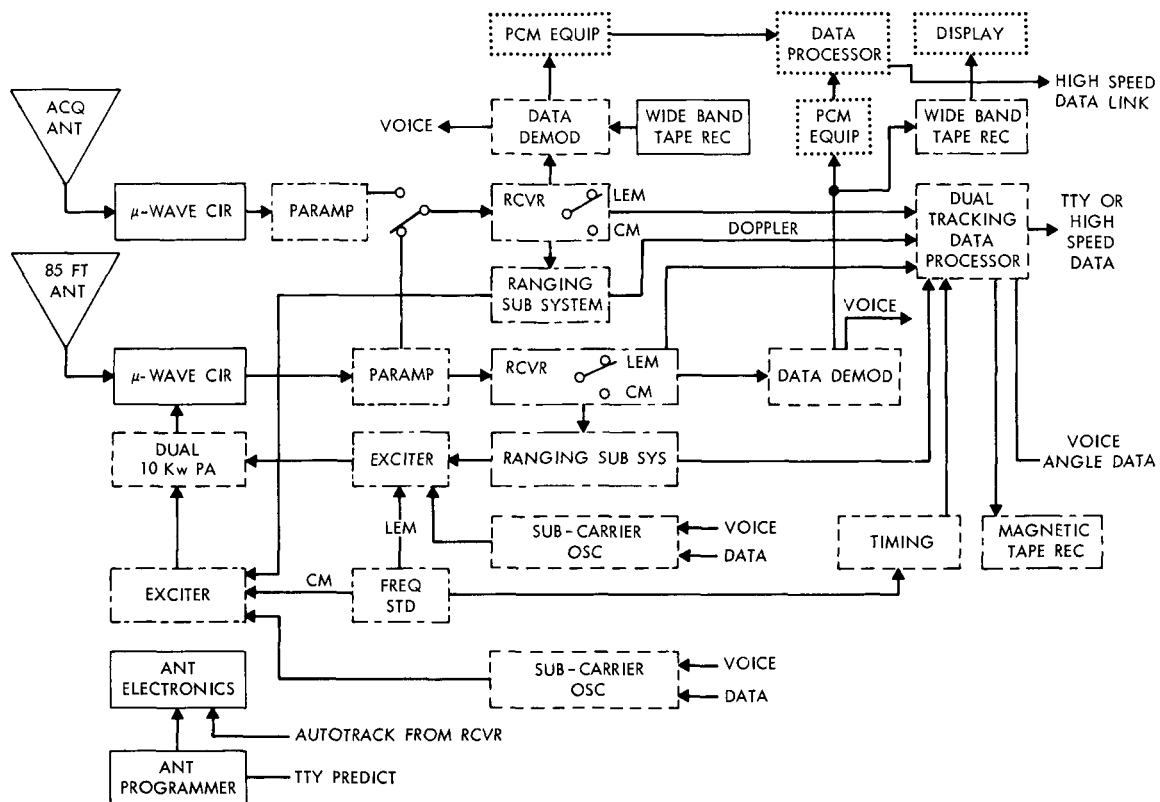 PCM EQUIP
DATA
PROCESSOR
DISPLAY
HIGH SPEED
DATA LINK
ACQ
ANT
VOICE
DATA
DEMOD
WIDE BAND
TAPE REC
PCM
EQUIP
WIDE BAND
TAPE REC
μ-WAVE CIR
PARAMP
RCVR
LEM
CM
DOPPLER
DUAL
TRACKING
DATA
PROCESSOR
TTY OR
HIGH
SPEED
DATA
85 FT
ANT
RANGING
SUB SYSTEM
VOICE
μ-WAVE CIR
PARAMP
RCVR
LEM
CM
DATA DEMOD
DUAL
10 Kw PA
EXCITER
RANGING SUB SYS
VOICE
ANGLE DATA
LEM
SUB-CARRIER
OSC
VOICE
DATA
TIMING
MAGNETIC
TAPE REC
EXCITER
CM
FREQ
STD
ANT
ELECTRONICS
SUB-CARRIER
OSC
VOICE
DATA
AUTOTRACK FROM RCVR
ANT
PROGRAMMER
TTY PREDICT